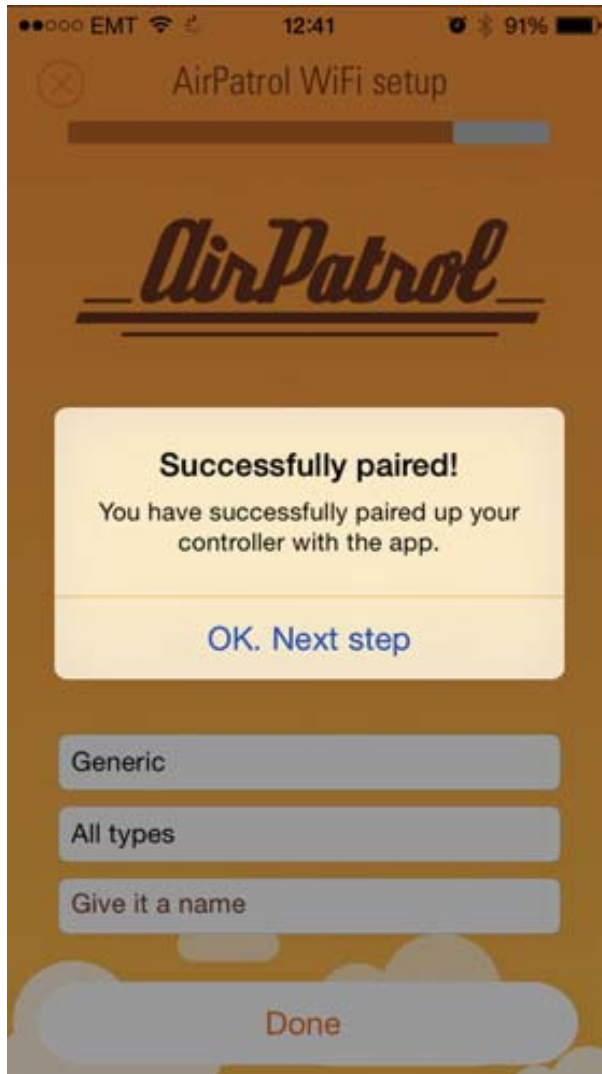 EMT 12:41 91%
AirPatrol WiFi setup
AirPatrol
Successfully paired!
You have successfully paired up your
controller with the app.
OK. Next step
Generic
All types
Give it a name
Done